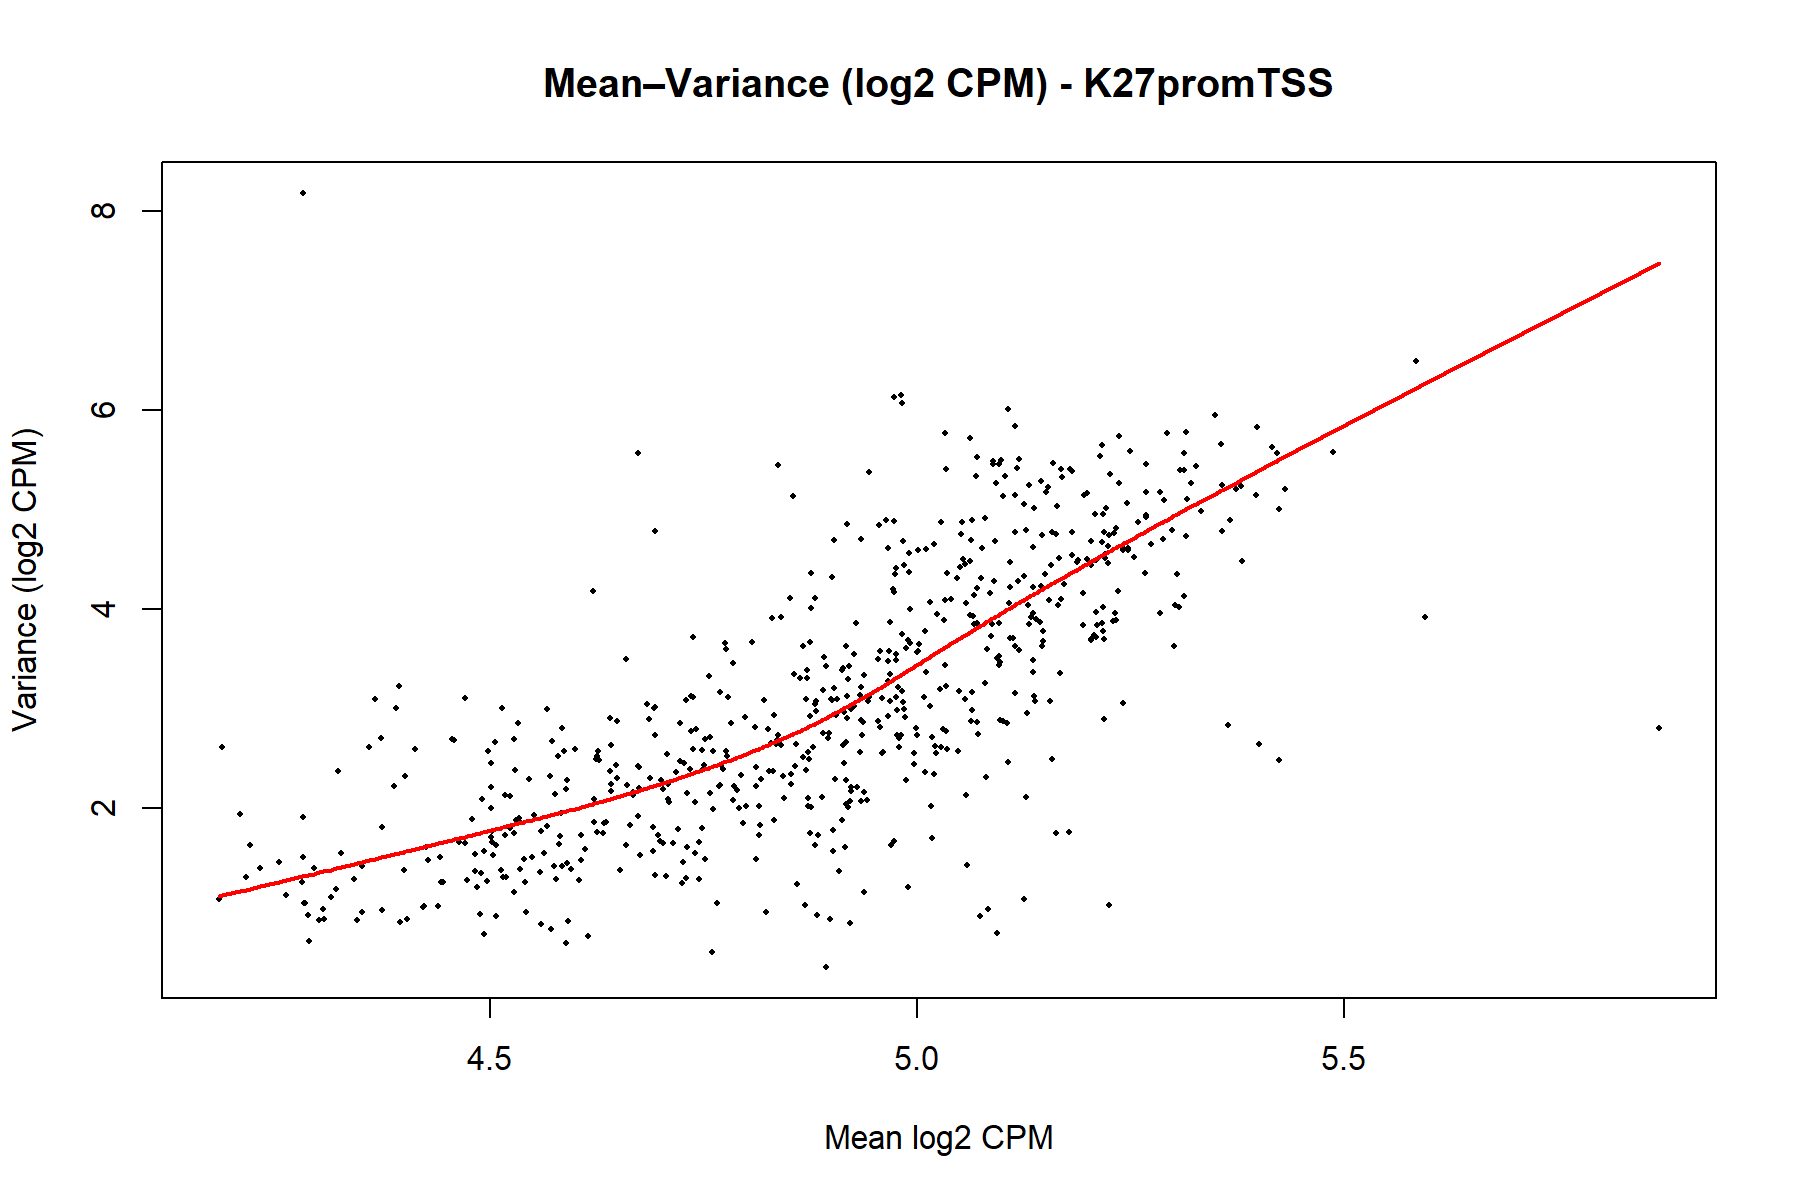 Mean–Variance (log2 CPM) - K27promTSS
Variance (log2 CPM)
8
6
4
2
4.5 5.0 5.5
Mean log2 CPM